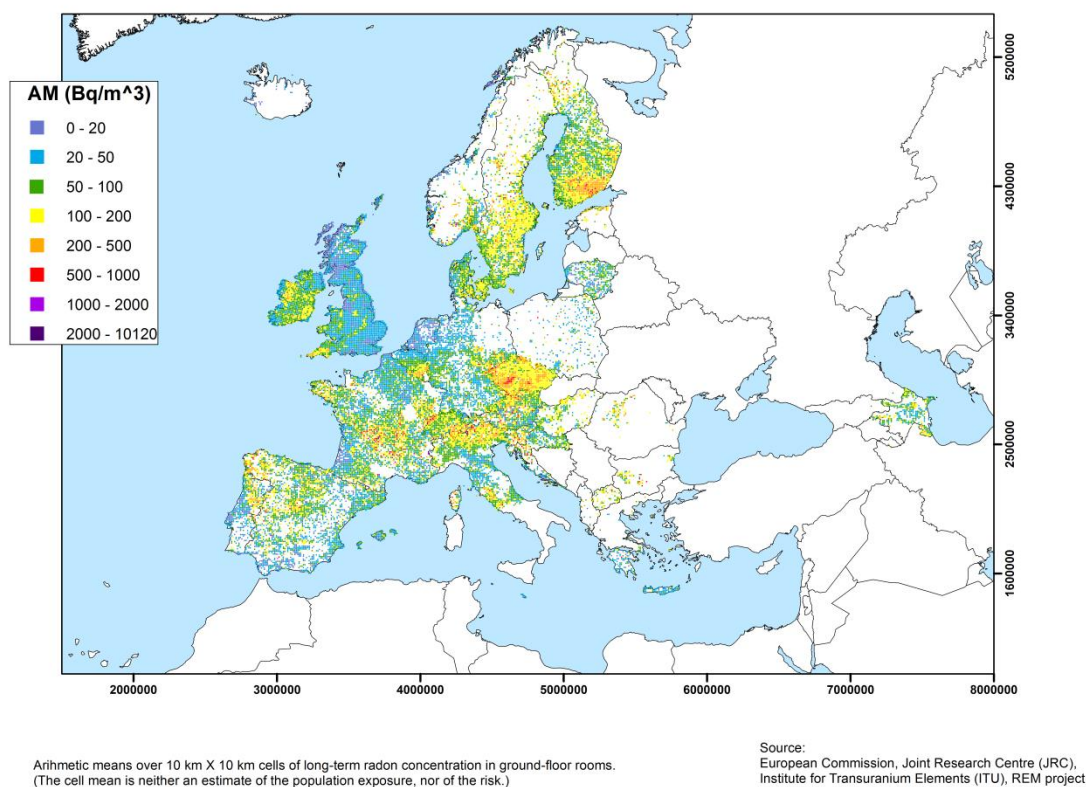 AM (Bq/m^3)
0 - 20
20 - 50
50 - 100
100 - 200
200 - 500
500 - 1000
1000 - 2000
2000 - 10120
5200000
4300000
3400000
2500000
1600000
2000000 3000000 4000000 5000000 6000000 7000000 8000000
Arihmetic means over 10 km X 10 km cells of long-term radon concentration in ground-floor rooms.
(The cell mean is neither an estimate of the population exposure, nor of the risk.)
Source:
European Commission, Joint Research Centre (JRC),
Institute for Transuranium Elements (ITU), REM project